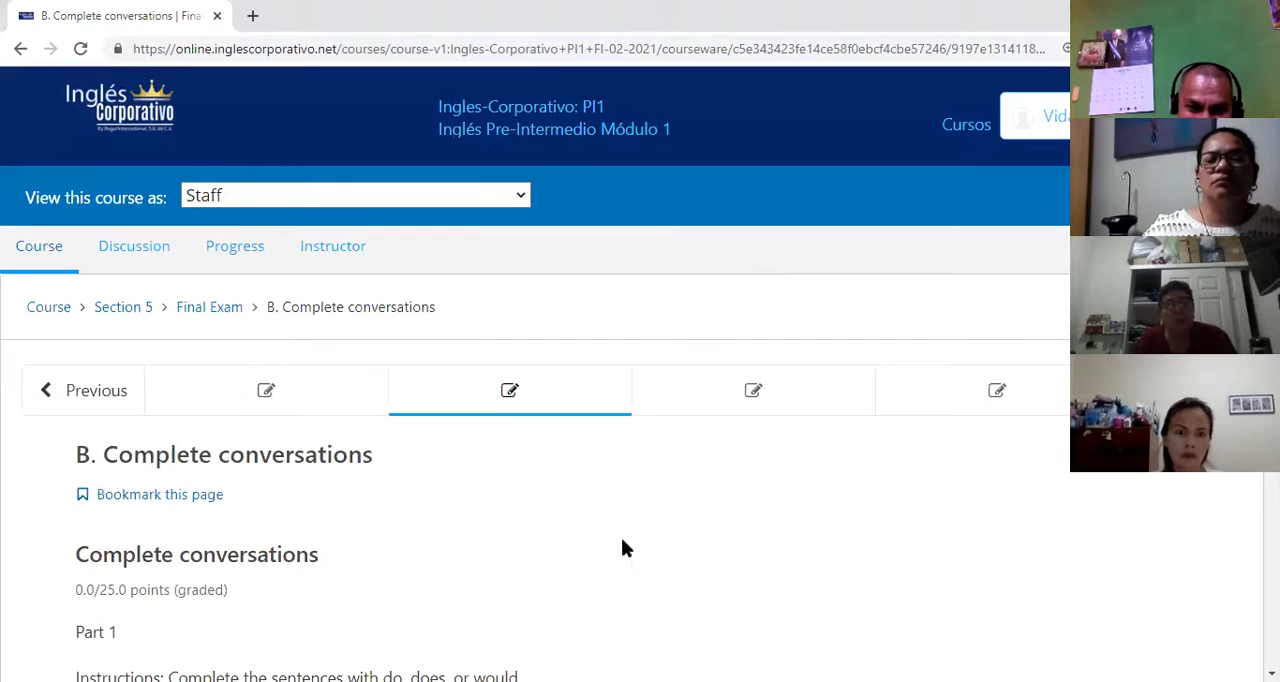 B. Complete conversations | Fina
https://online.inglescorporativo.net/courses/course-v1:Ingles-Corporativo+PI1+FI-02-2021/courseware/c5e343423fe14ce58f0ebcf4cbe57246/9197e1314118...
Inglés
Corporativo
Ingles-Corporativo: PI1
Inglés Pre-Intermedio Módulo 1
Cursos
Vida
View this course as:
Staff
Course
Discussion
Progress
Instructor
Course > Section 5 > Final Exam > B. Complete conversations
Previous
B. Complete conversations
Bookmark this page
Complete conversations
0.0/25.0 points (graded)
Part 1
Instructions: Complete the sentences with do, does, or would